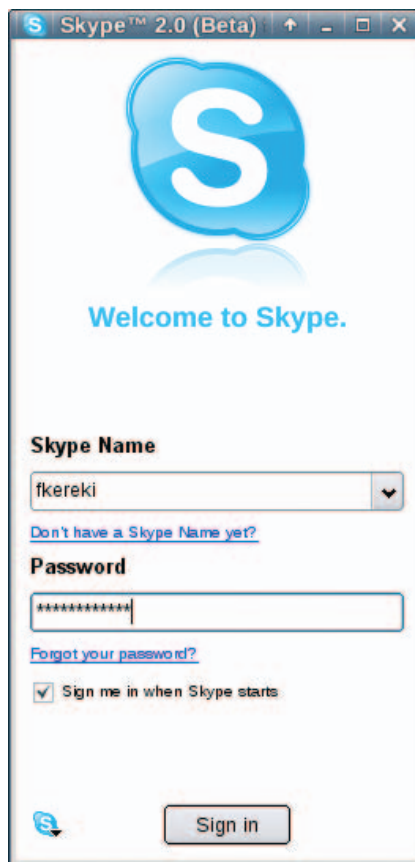 Skype™ 2.0 (Beta)
Welcome to Skype.
Skype Name
fkereki
Don't have a Skype Name yet?
Password
************
Forgot your password?
Sign me in when Skype starts
Sign in